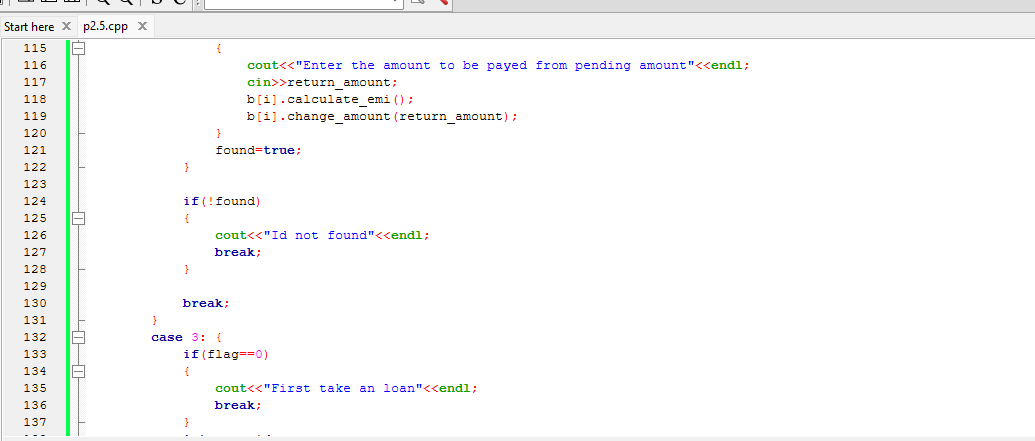 Start here
p2.5.cpp
115 {
116 cout<<"Enter the amount to be payed from pending amount"<<endl;
117 cin>>return_amount;
118 b[i].calculate_emi();
119 b[i].change_amount(return_amount);
120 }
121 found=true;
122 }
123
124 if(!found)
125 {
126 cout<<"Id not found"<<endl;
127 break;
128 }
129
130 break;
131 }
132 case 3: {
133 if(flag==0)
134 {
135 cout<<"First take an loan"<<endl;
136 break;
137 }